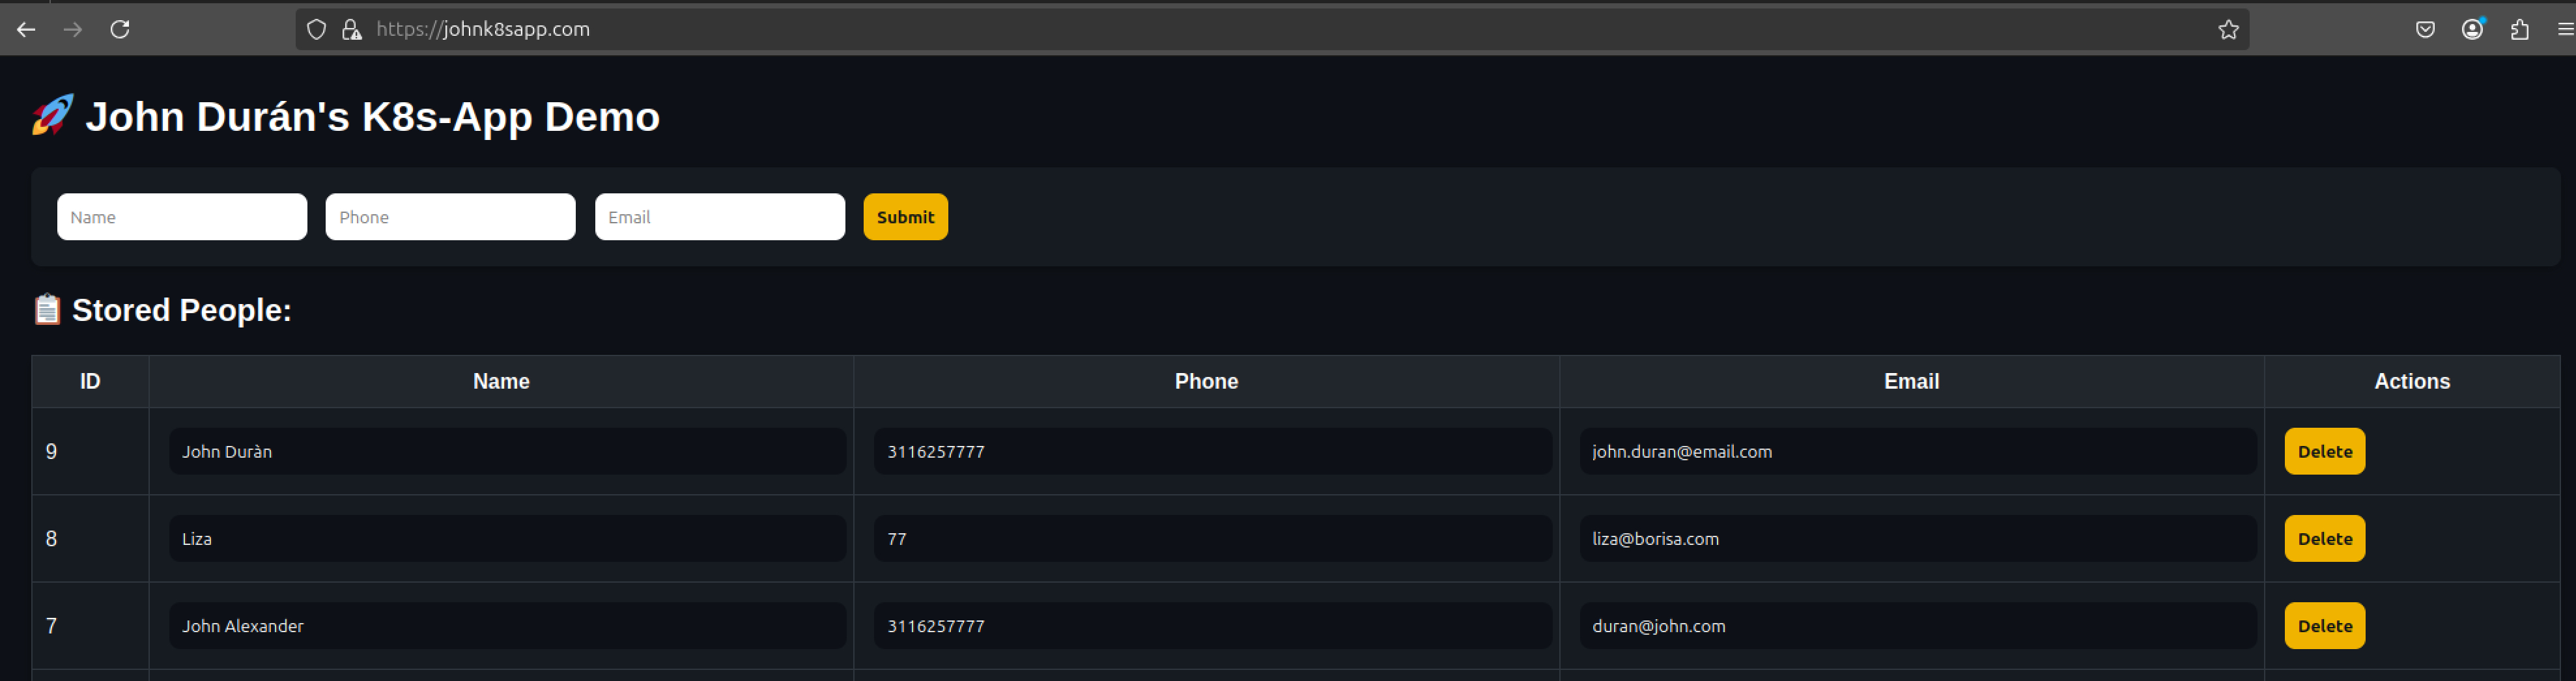 https://johnk8sapp.com
🚀 John Durán's K8s-App Demo
Name Phone Email Submit
📋 Stored People:
ID Name Phone Email Actions
9 John Duràn 3116257777 john.duran@email.com Delete
8 Liza 77 liza@borisa.com Delete
7 John Alexander 3116257777 duran@john.com Delete